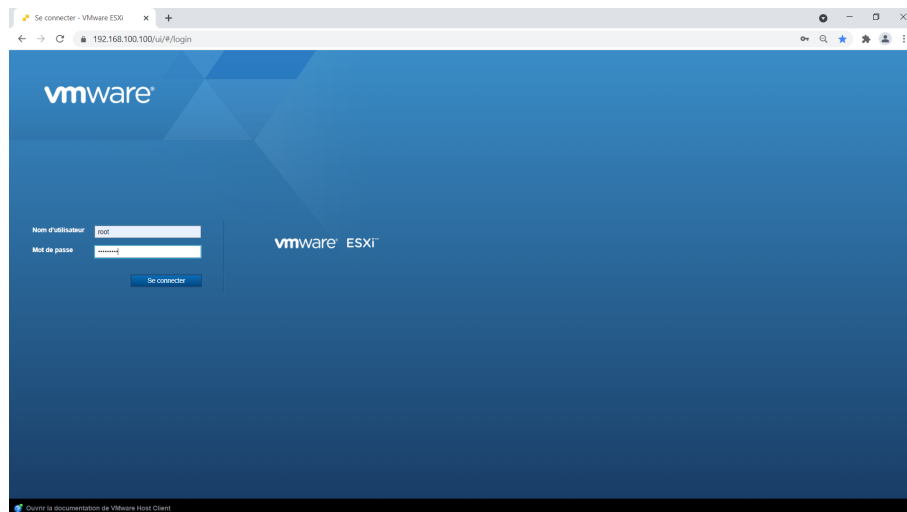 Se connecter - VMware ESXi
192.168.100.100/ui/#/login
vmware®
Nom d'utilisateur root
Mot de passe
Se connecter
vmware® ESXi™
Ouvrir la documentation de VMware Host Client